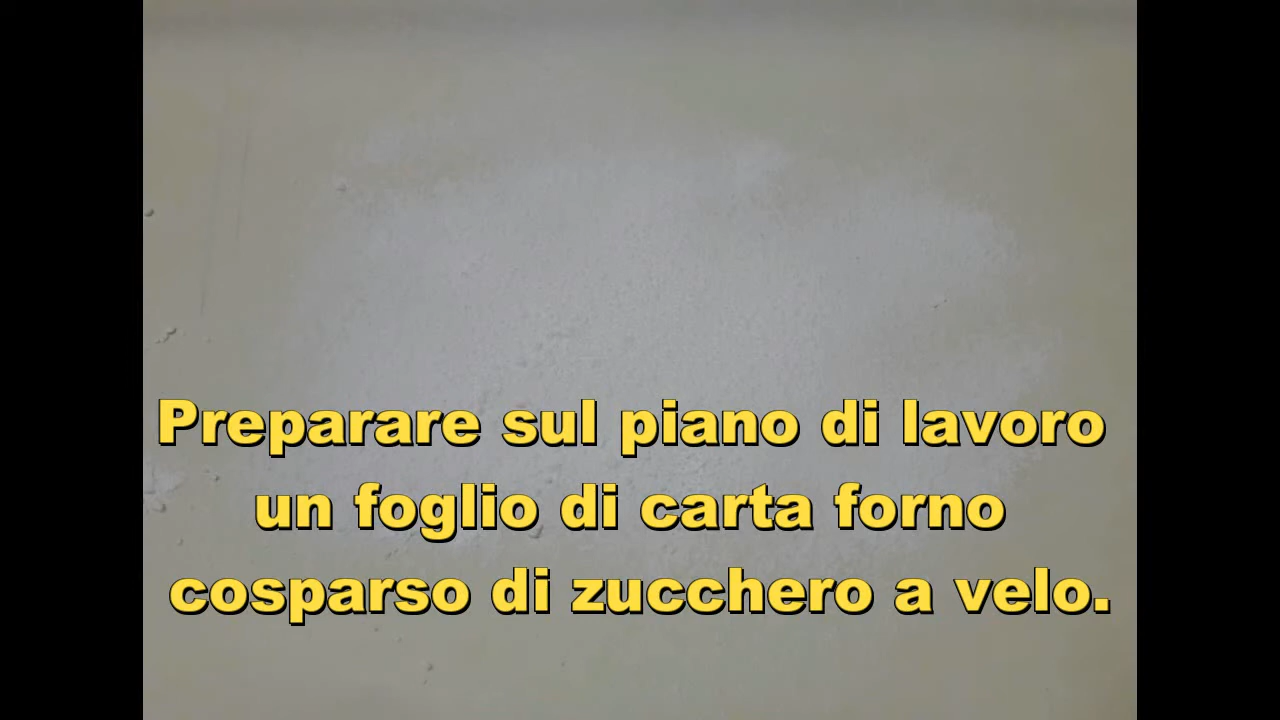 Preparare sul piano di lavoro
un foglio di carta forno
cosparso di zucchero a velo.